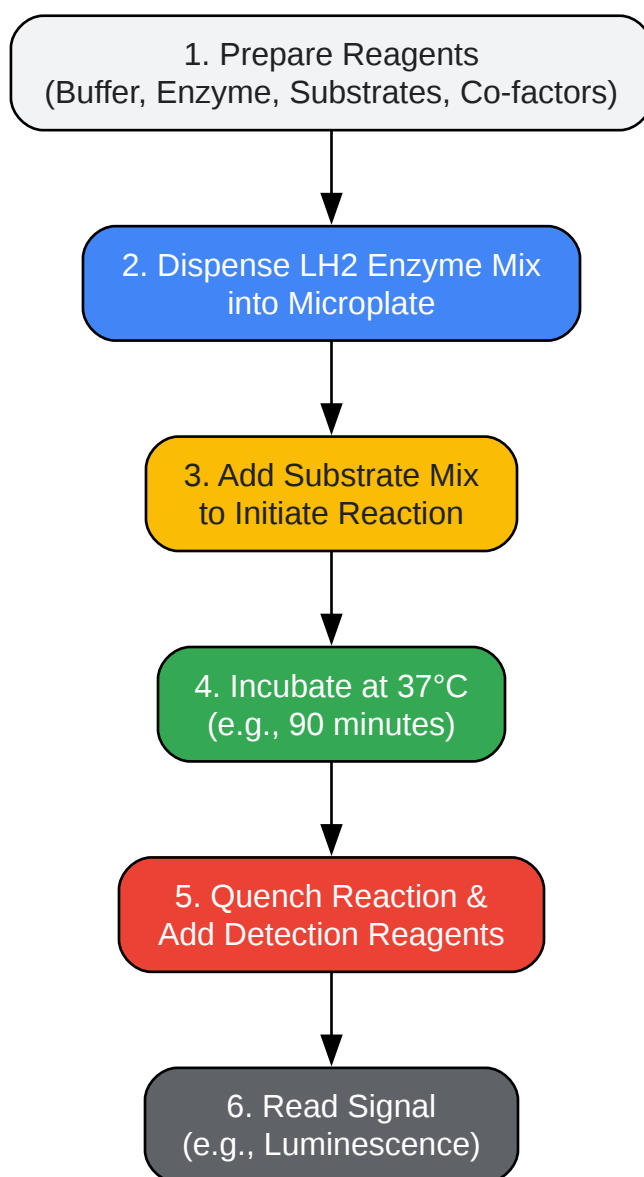 1. Prepare Reagents
(Buffer, Enzyme, Substrates, Co-factors)
2. Dispense LH2 Enzyme Mix
into Microplate
3. Add Substrate Mix
to Initiate Reaction
4. Incubate at 37°C
(e.g., 90 minutes)
5. Quench Reaction &
Add Detection Reagents
6. Read Signal
(e.g., Luminescence)